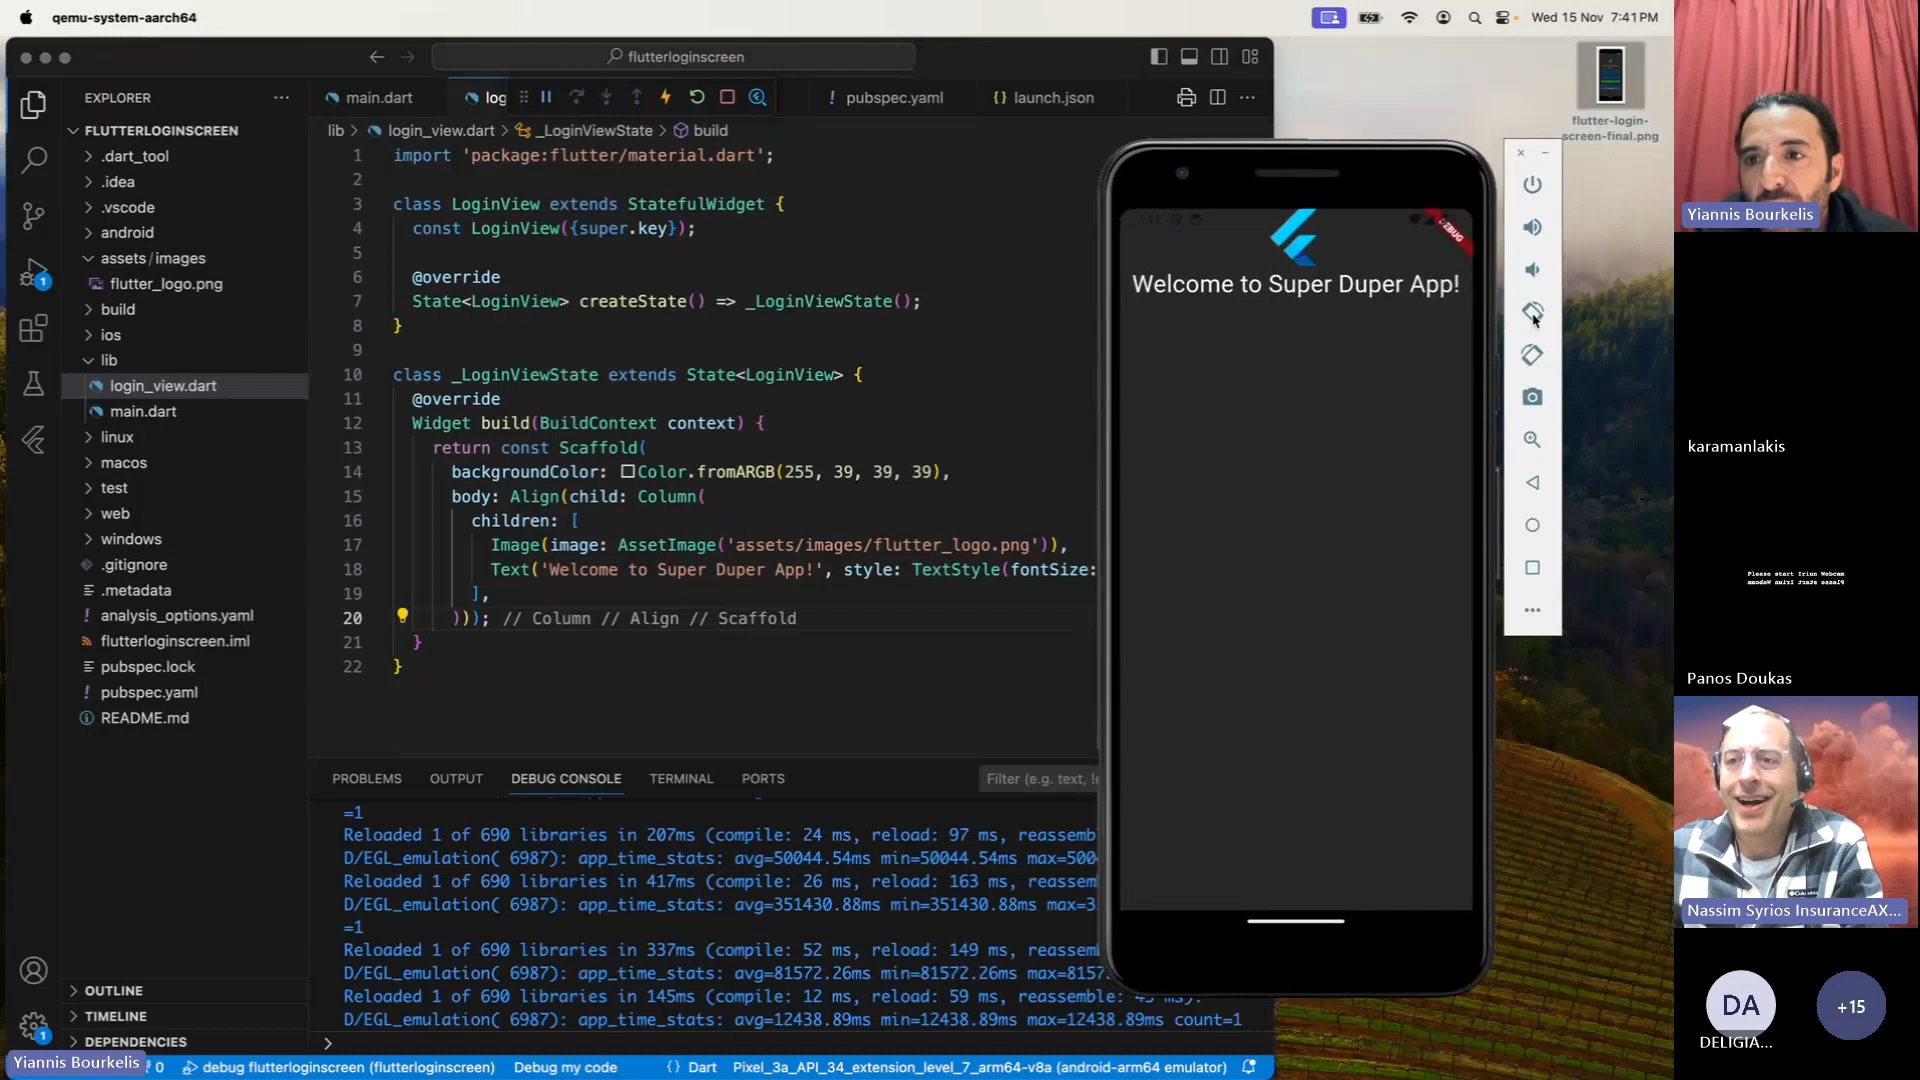 qemu-system-aarch64
Wed 15 Nov 7:41 PM
flutterloginscreen
EXPLORER
main.dart
log
pubspec.yaml
{} launch.json
FLUTTERLOGINSCREEN
.dart_tool
.idea
.vscode
android
assets/images
flutter_logo.png
build
ios
lib
login_view.dart
main.dart
linux
macos
test
web
windows
.gitignore
.metadata
analysis_options.yaml
flutterloginscreen.iml
pubspec.lock
pubspec.yaml
README.md
OUTLINE
TIMELINE
DEPENDENCIES
lib > login_view.dart > _LoginViewState > build
1 import 'package:flutter/material.dart';
2
3 class LoginView extends StatefulWidget {
4 const LoginView({super.key});
5
6 @override
7 State<LoginView> createState() => _LoginViewState();
8 }
9
10 class _LoginViewState extends State<LoginView> {
11 @override
12 Widget build(BuildContext context) {
13 return const Scaffold(
14 backgroundColor: Color.fromARGB(255, 39, 39, 39),
15 body: Align(child: Column(
16 children: [
17 Image(image: AssetImage('assets/images/flutter_logo.png')),
18 Text('Welcome to Super Duper App!', style: TextStyle(fontSize:
19 ],
20 ))); // Column // Align // Scaffold
21 }
22 }
PROBLEMS OUTPUT DEBUG CONSOLE TERMINAL PORTS
Filter (e.g. text, !e
=1
Reloaded 1 of 690 libraries in 207ms (compile: 24 ms, reload: 97 ms, reassemb
D/EGL_emulation( 6987): app_time_stats: avg=50044.54ms min=50044.54ms max=5004
Reloaded 1 of 690 libraries in 417ms (compile: 26 ms, reload: 163 ms, reassem
D/EGL_emulation( 6987): app_time_stats: avg=351430.88ms min=351430.88ms max=3
=1
Reloaded 1 of 690 libraries in 337ms (compile: 52 ms, reload: 149 ms, reassem
D/EGL_emulation( 6987): app_time_stats: avg=81572.26ms min=81572.26ms max=8157
Reloaded 1 of 690 libraries in 145ms (compile: 12 ms, reload: 59 ms, reassemble:
D/EGL_emulation( 6987): app_time_stats: avg=12438.89ms min=12438.89ms max=12438.89ms count=1
0 debug flutterloginscreen (flutterloginscreen) Debug my code {} Dart Pixel_3a_API_34_extension_level_7_arm64-v8a (android-arm64 emulator)
Yiannis Bourkelis
DEBUG
Welcome to Super Duper App!
flutter-login-
screen-final.png
Yiannis Bourkelis
karamanlakis
Please start Iriun Webcam
Panos Doukas
Nassim Syrios InsuranceAX...
Columbia
DA
DELIGIA...
+15